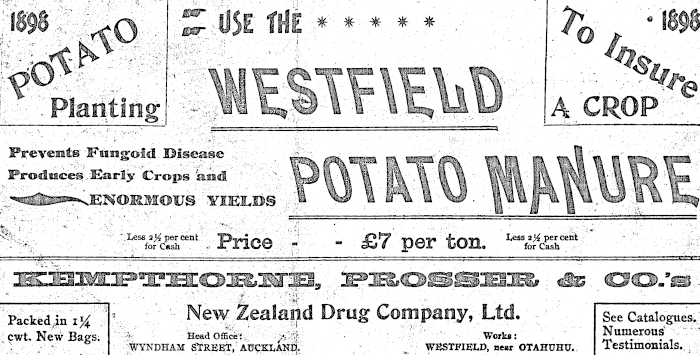 1898
POTATO
Planting
USE THE * * * * *
1898
To Insure
A CROP
WESTFIELD
POTATO MANURE
Prevents Fungoid Disease
Produces Early Crops and
ENORMOUS YIELDS
Less 2½ per cent
for Cash
Price - - £7 per ton.
Less 2½ per cent
for Cash
KEMPTHORNE, PROSSER & CO.'s
New Zealand Drug Company, Ltd.
Packed in 1¼
cwt. New Bags.
Head Office:
WYNDHAM STREET, AUCKLAND.
Works:
WESTFIELD, near OTAHUHU.
See Catalogues.
Numerous
Testimonials.